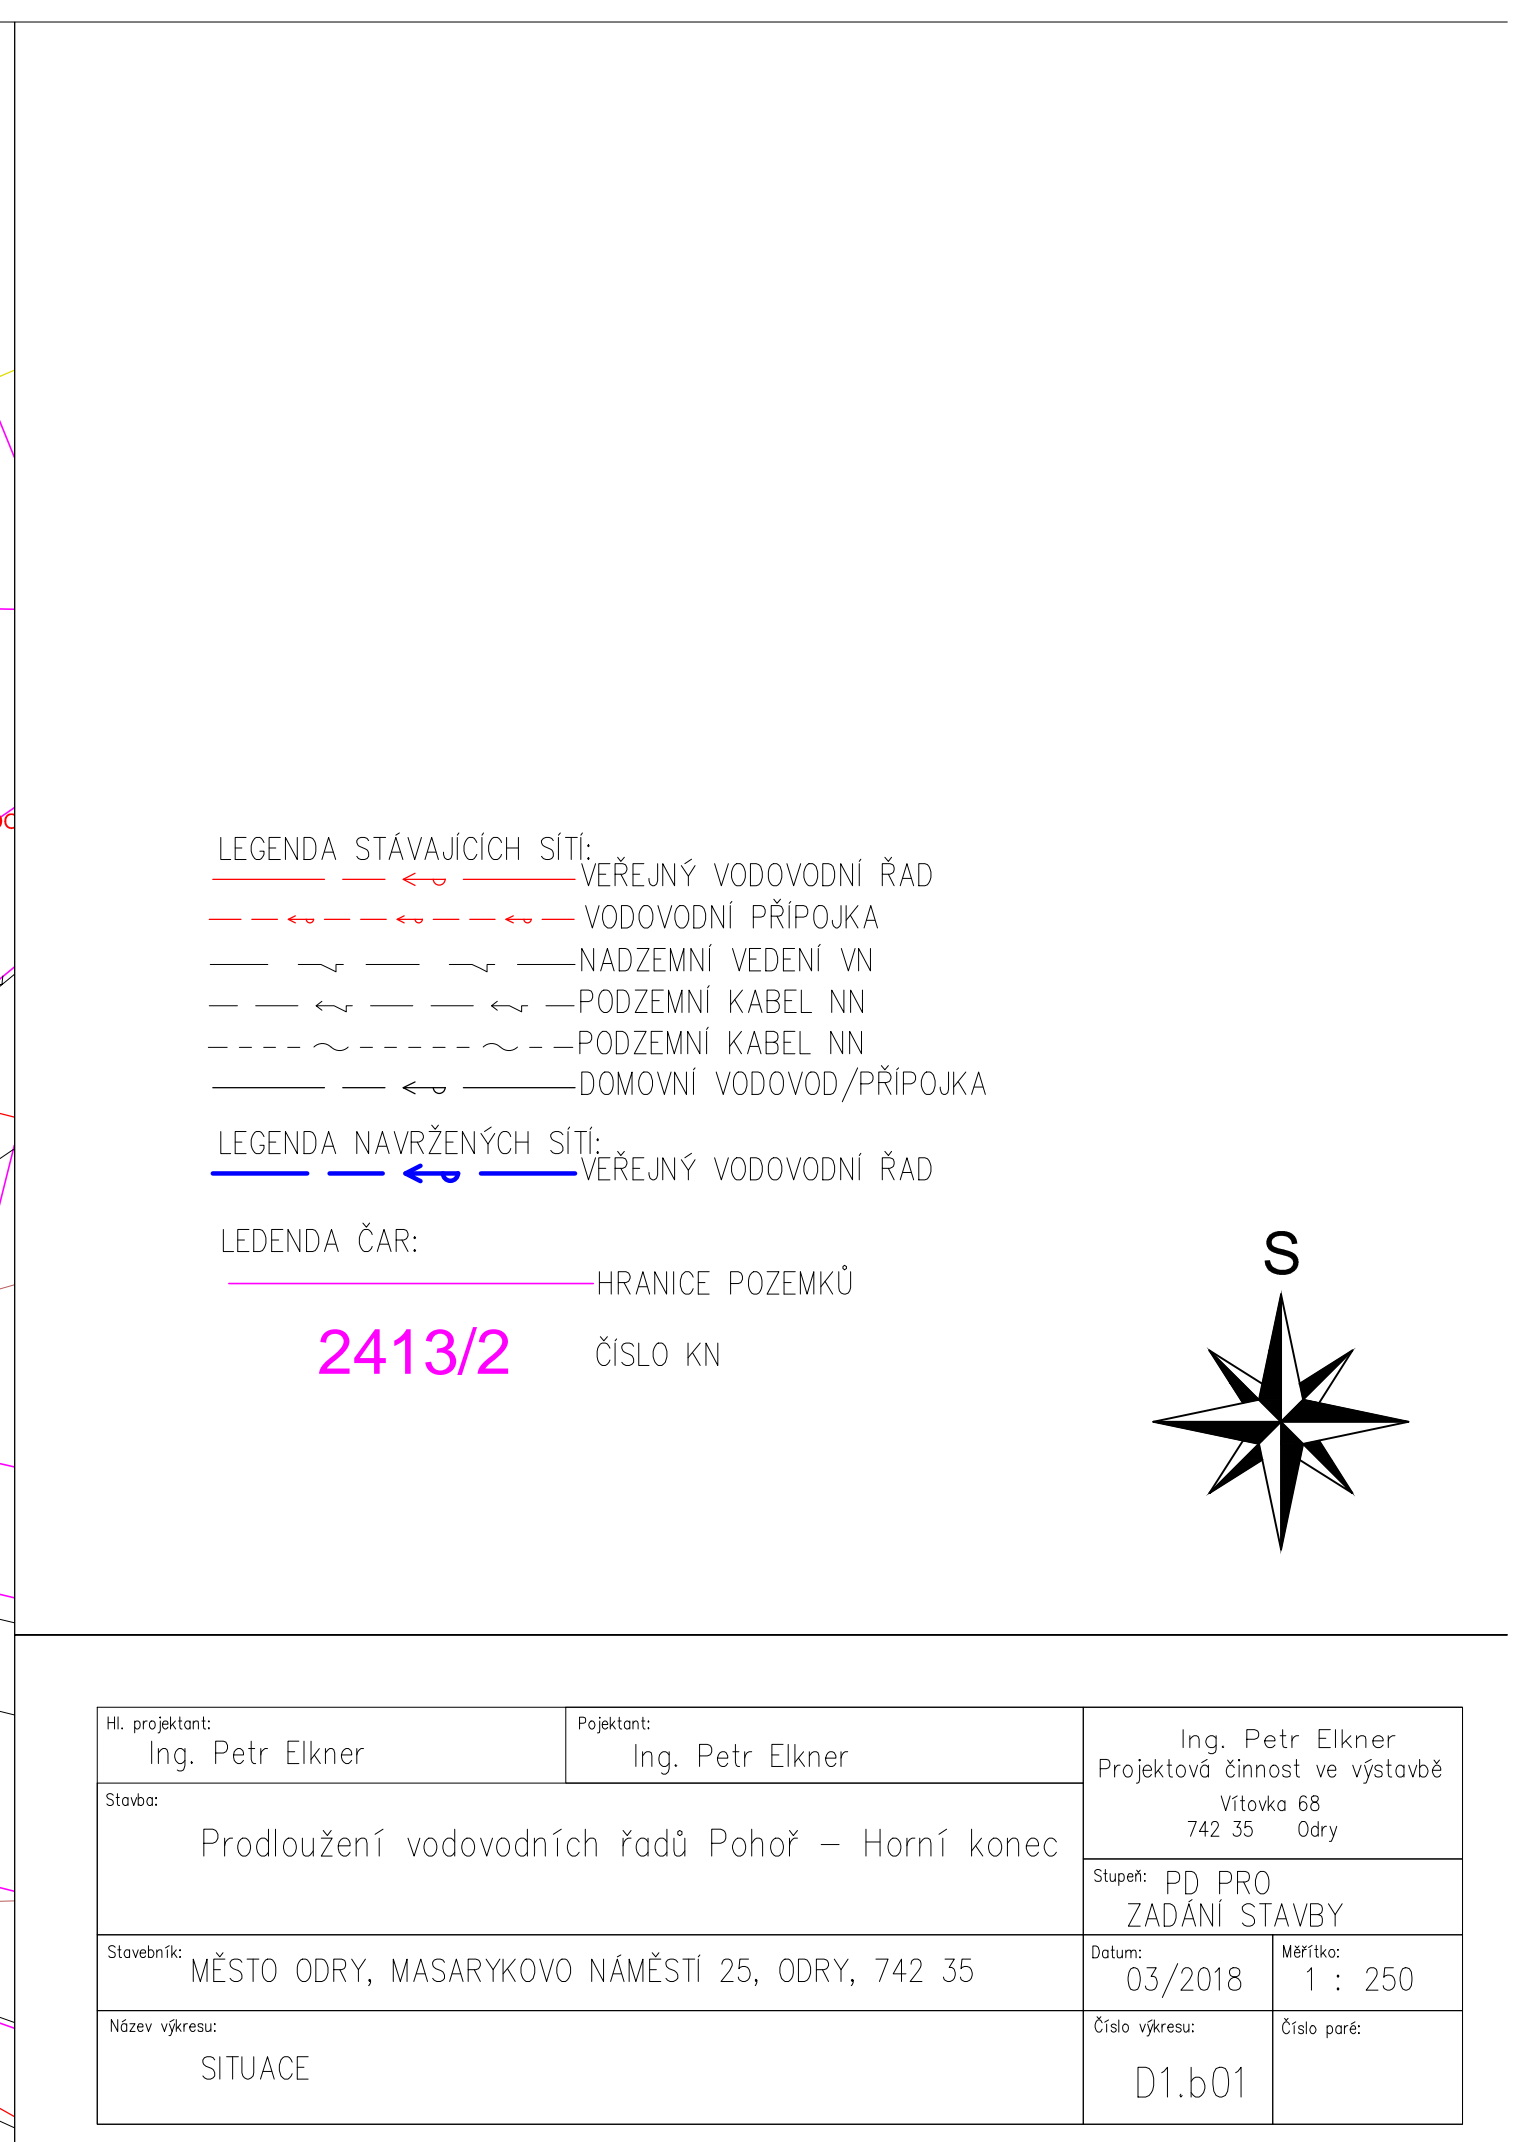 LEGENDA STÁVAJÍCÍCH SÍTÍ:
VEŘEJNÝ VODOVODNÍ ŘAD
VODOVODNÍ PŘÍPOJKA
NADZEMNÍ VEDENÍ VN
PODZEMNÍ KABEL NN
PODZEMNÍ KABEL NN
DOMOVNÍ VODOVOD/PŘÍPOJKA
LEGENDA NAVRŽENÝCH SÍTÍ:
VEŘEJNÝ VODOVODNÍ ŘAD
LEDENDA ČAR:
HRANICE POZEMKŮ
2413/2 ČÍSLO KN
S
Hl. projektant:
Ing. Petr Elkner
Pojektant:
Ing. Petr Elkner
Ing. Petr Elkner
Projektová činnost ve výstavbě
Vítovka 68
742 35 Odry
Stavba:
Prodloužení vodovodních řadů Pohoř – Horní konec
Stupeň: PD PRO
ZADÁNÍ STAVBY
Stavebník: MĚSTO ODRY, MASARYKOVO NÁMĚSTÍ 25, ODRY, 742 35
Datum:
03/2018
Měřítko:
1 : 250
Název výkresu:
SITUACE
Číslo výkresu:
D1.b01
Číslo paré: